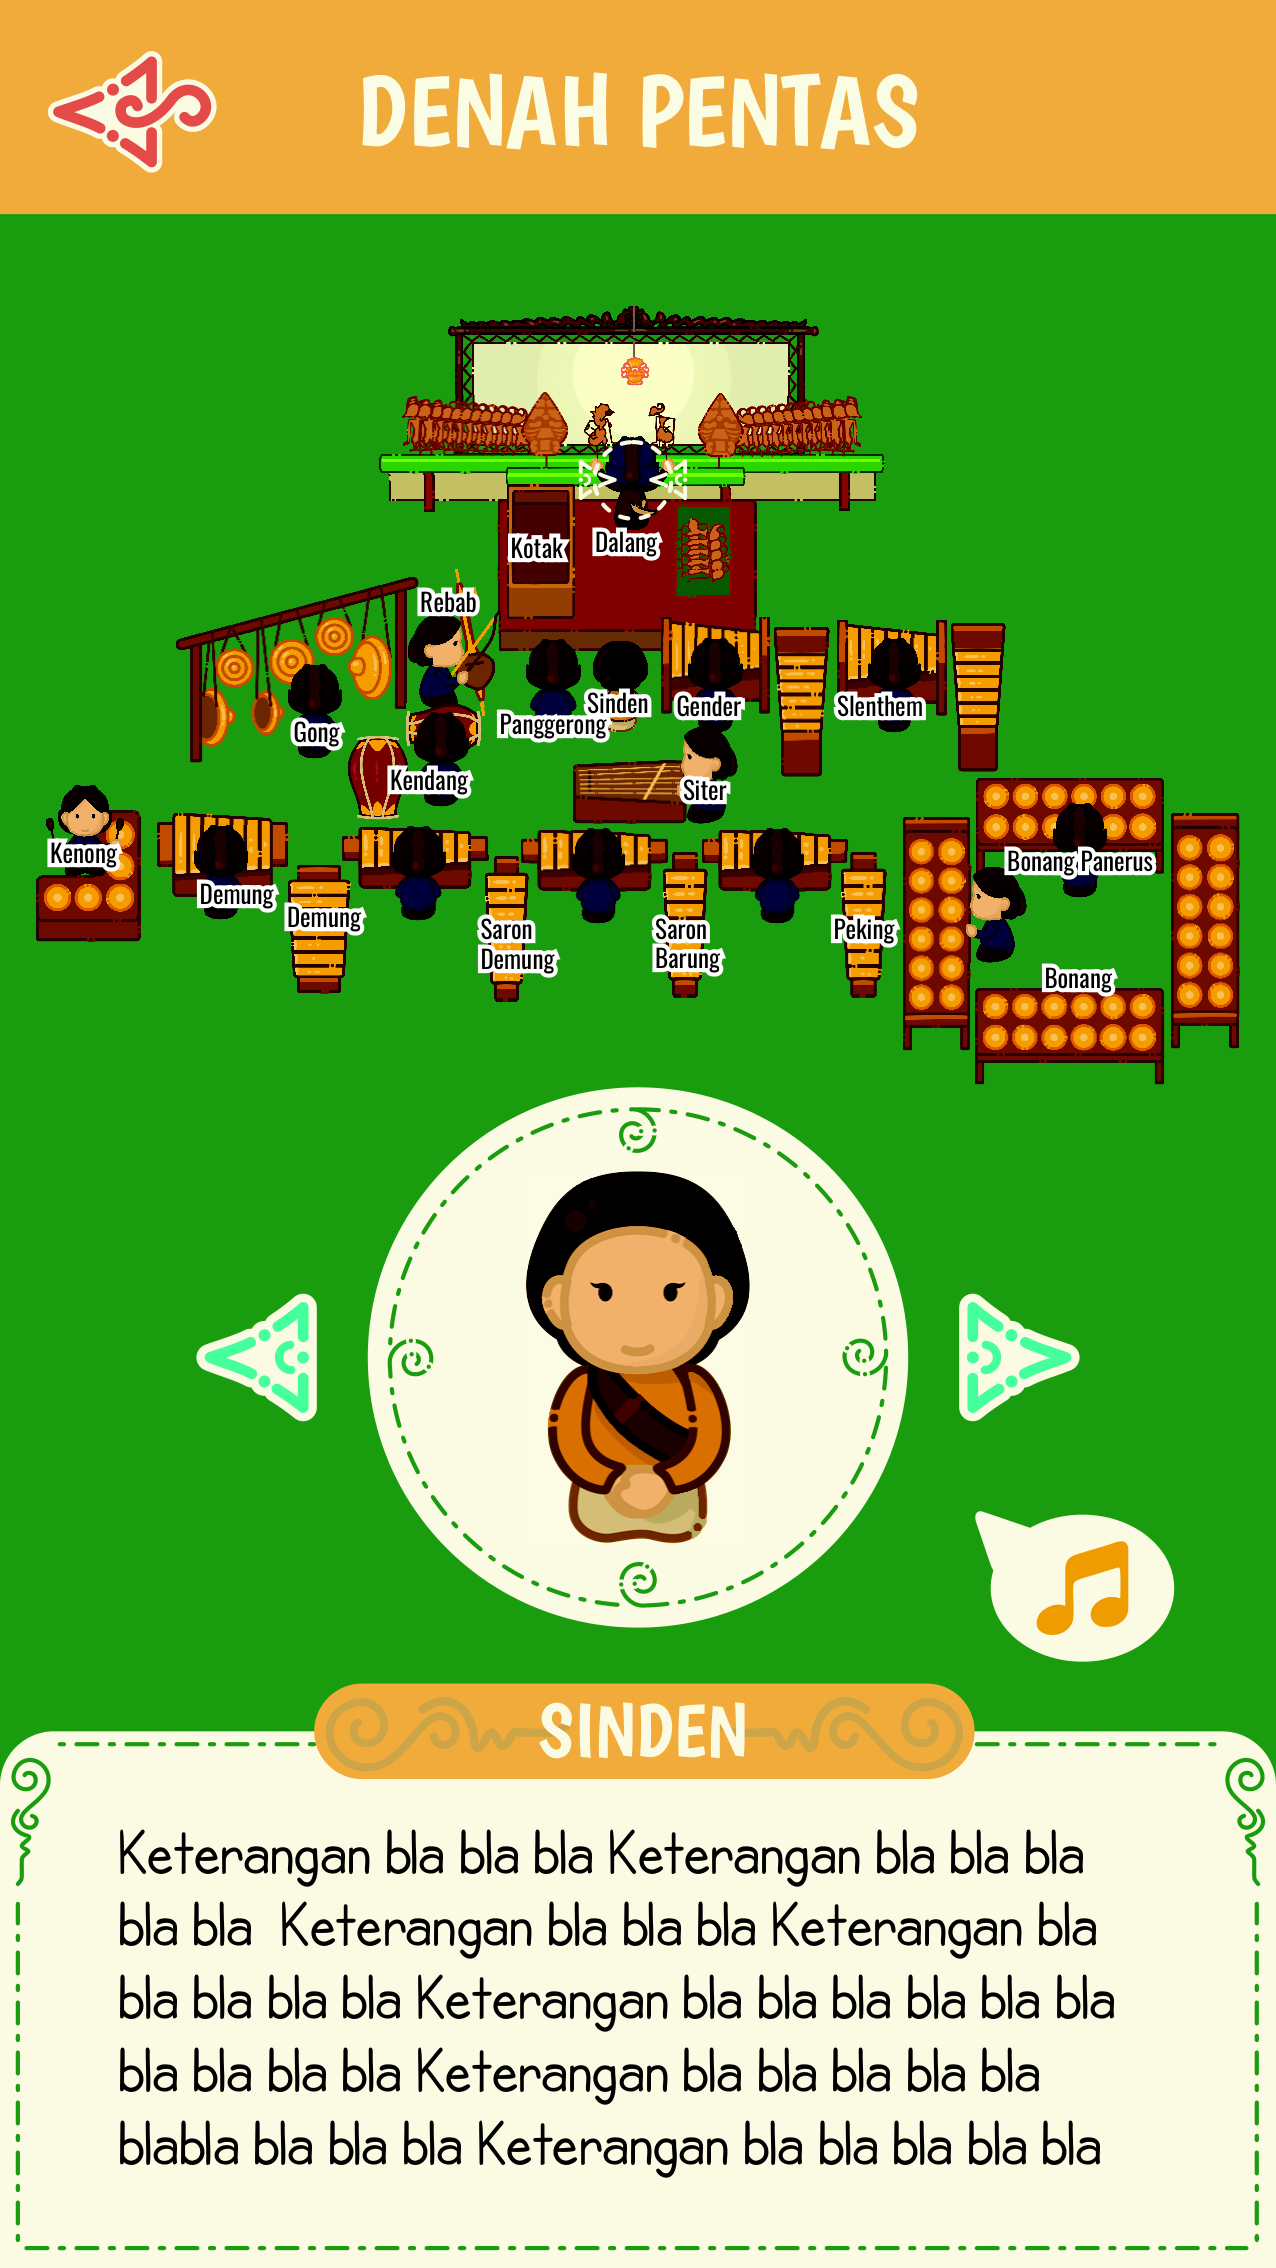 DENAH PENTAS
Kotak
Dalang
Rebab
Gong
Kendang
Panggerong
Sinden
Gender
Slenthem
Siter
Kenong
Demung
Demung
Saron
Demung
Saron
Barung
Peking
Bonang Panerus
Bonang
SINDEN
Keterangan bla bla bla Keterangan bla bla bla
bla bla Keterangan bla bla bla Keterangan bla
bla bla bla bla Keterangan bla bla bla bla bla bla
bla bla bla bla Keterangan bla bla bla bla bla
blabla bla bla bla Keterangan bla bla bla bla bla